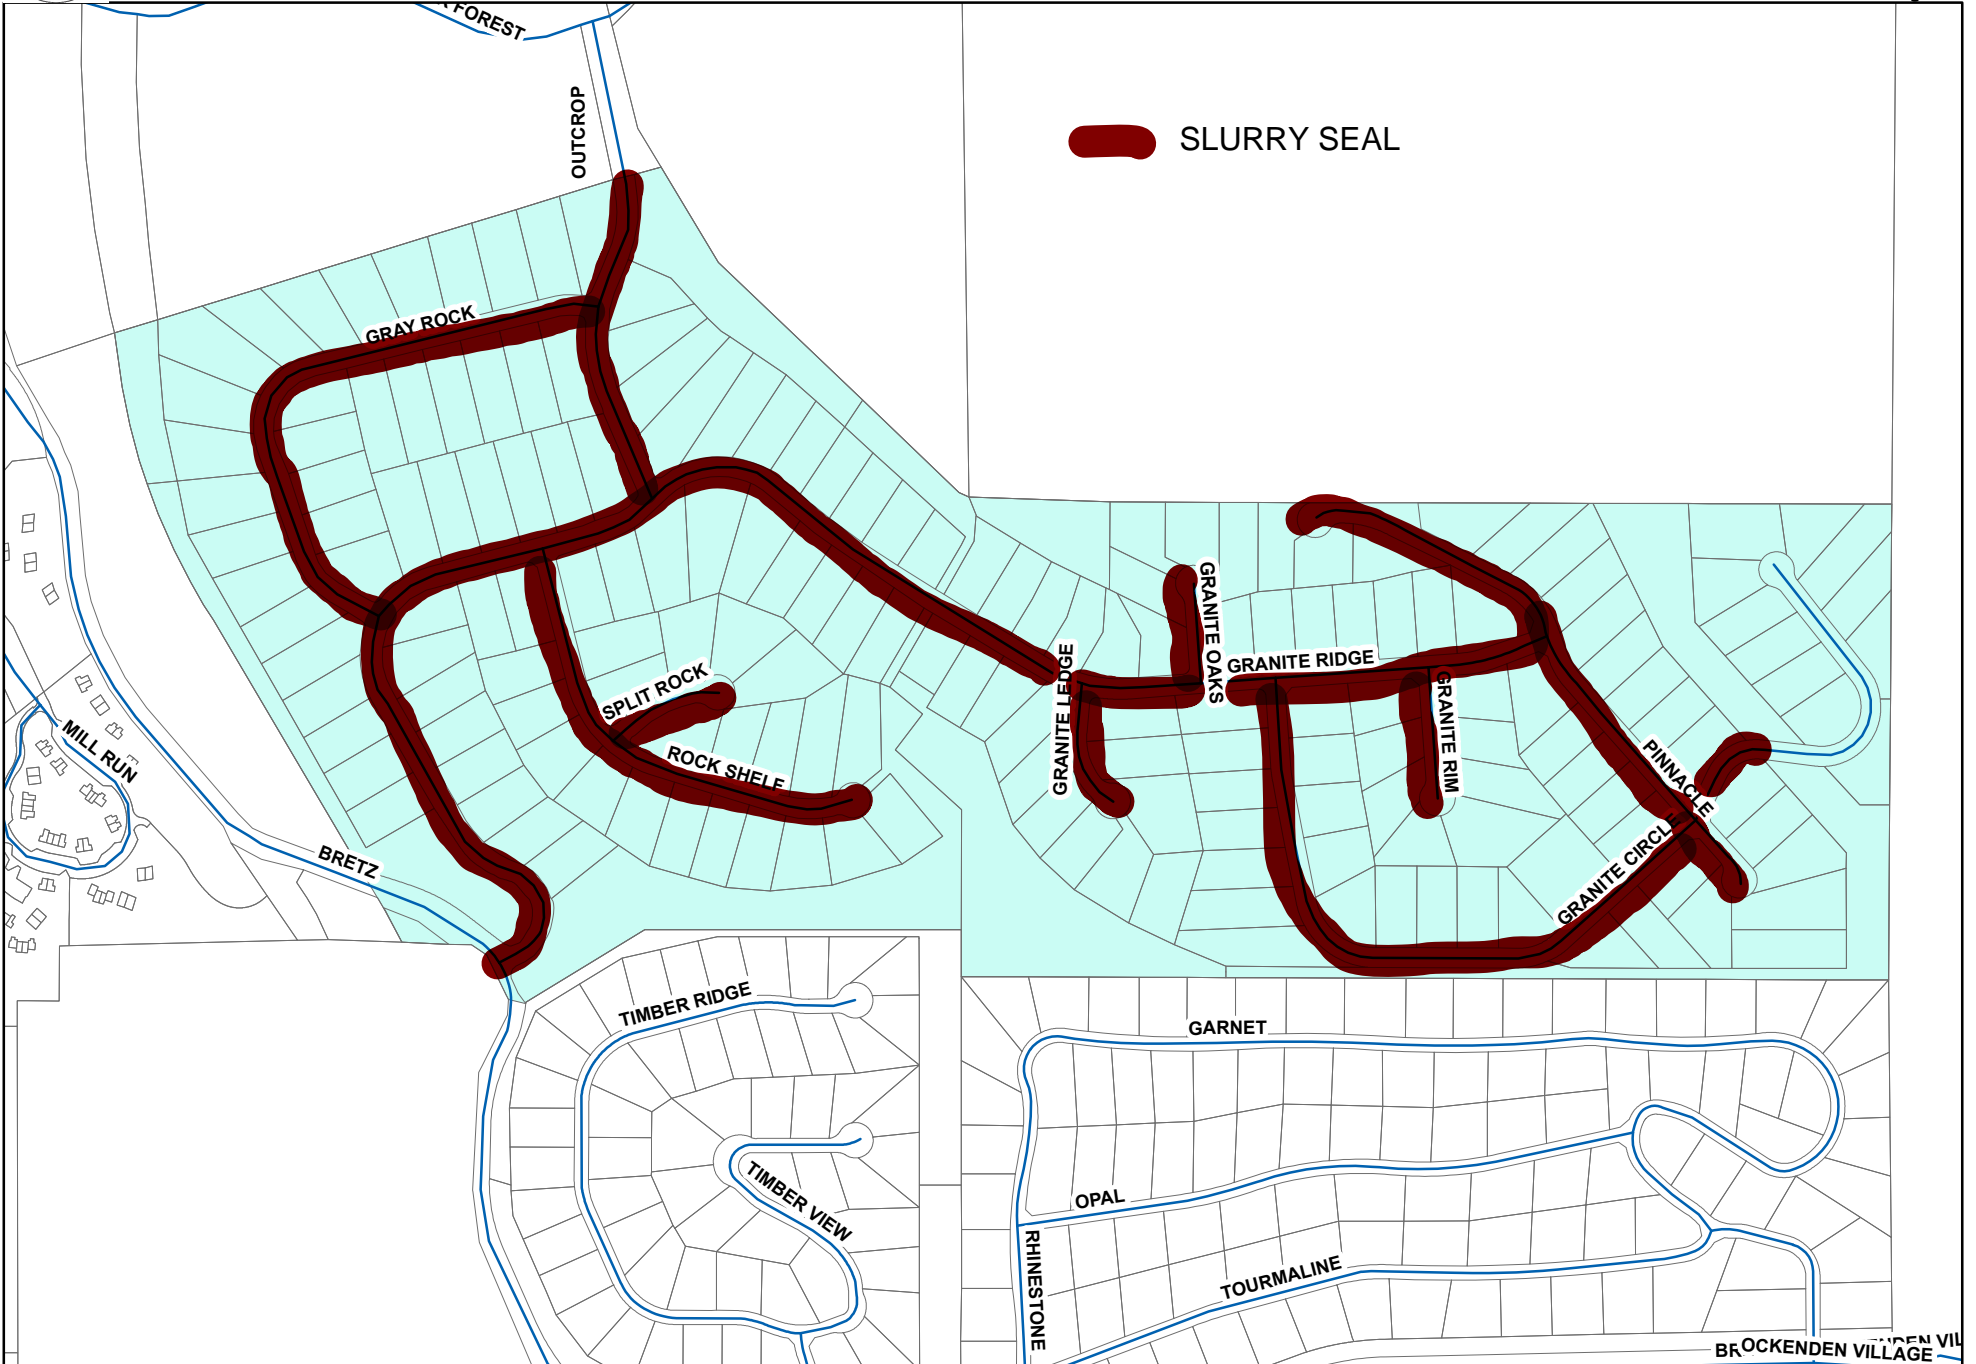 FOREST
OUTCROP
SLURRY SEAL
GRAY ROCK
GRANITE OAKS
GRANITE LEDGE
GRANITE RIDGE
SPLIT ROCK
GRANITE RIM
MILL RUN
ROCK SHELF
PINNACLE
GRANITE CIRCLE
BRETZ
TIMBER RIDGE
GARNET
TIMBER VIEW
OPAL
RHINESTONE
TOURMALINE
BROCKENDEN VILLAGE